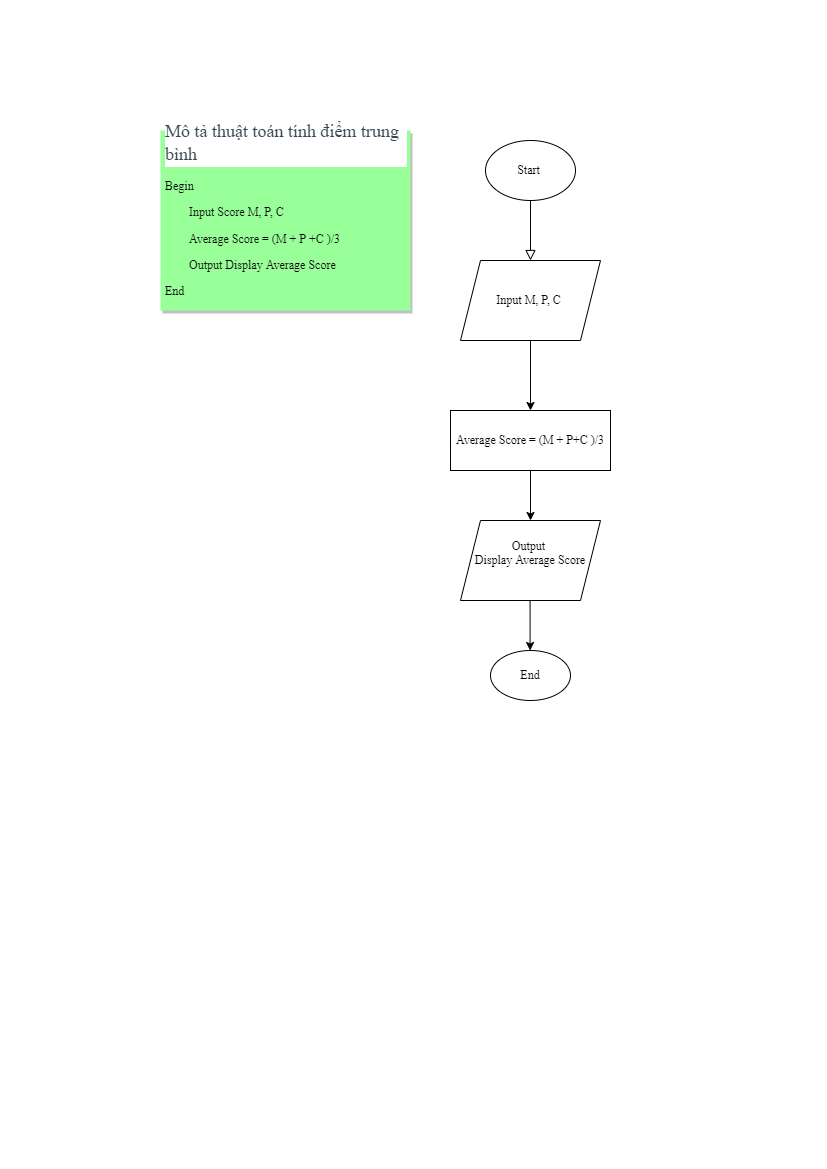 Mô tả thuật toán tính điểm trung
bình
Begin
Input Score M, P, C
Average Score = (M + P +C )/3
Output Display Average Score
End
Start
Input M, P, C
Average Score = (M + P+C )/3
Output
Display Average Score
End